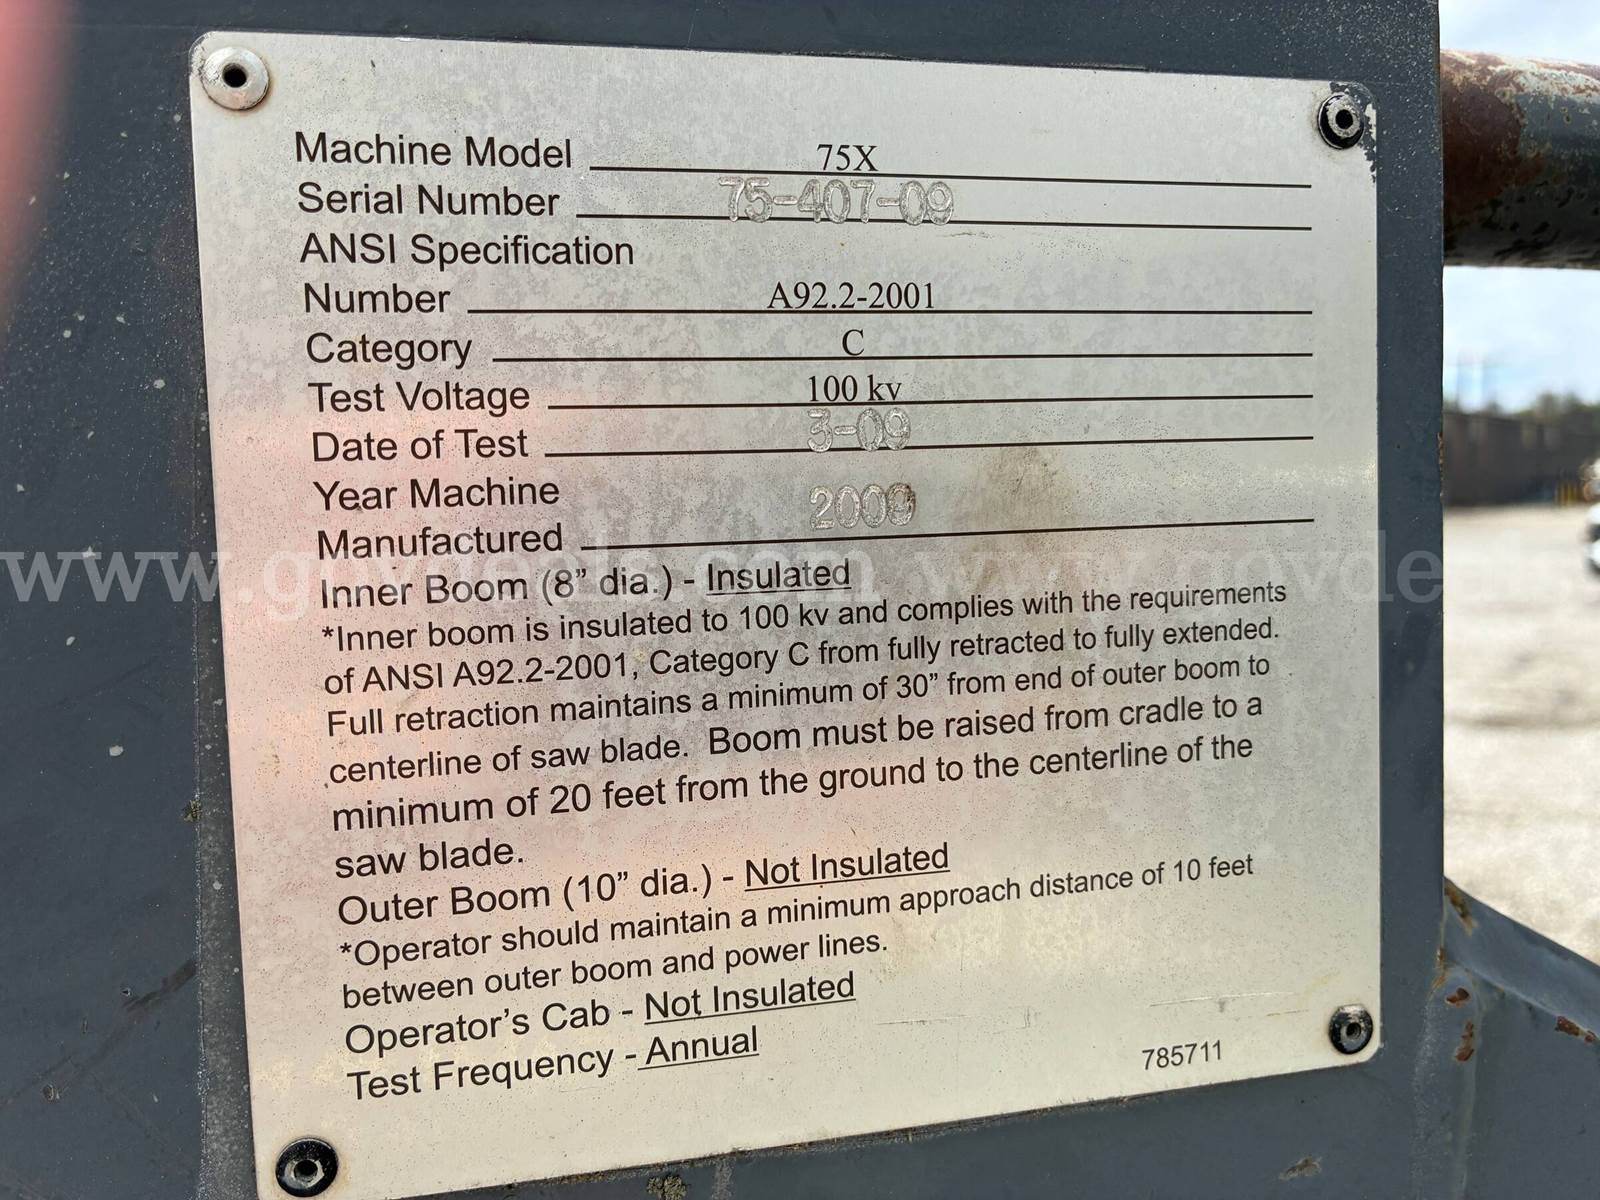 Machine Model 75X
Serial Number 75-407-09
ANSI Specification
Number A92.2-2001
Category C
Test Voltage 100 kv
Date of Test 3-09
Year Machine
Manufactured 2009
Inner Boom (8” dia.) - Insulated
*Inner boom is insulated to 100 kv and complies with the requirements
of ANSI A92.2-2001, Category C from fully retracted to fully extended.
Full retraction maintains a minimum of 30” from end of outer boom to
centerline of saw blade. Boom must be raised from cradle to a
minimum of 20 feet from the ground to the centerline of the
saw blade.
Outer Boom (10” dia.) - Not Insulated
*Operator should maintain a minimum approach distance of 10 feet
between outer boom and power lines.
Operator’s Cab - Not Insulated
Test Frequency - Annual
785711
www.govdeals.com www.govdeals